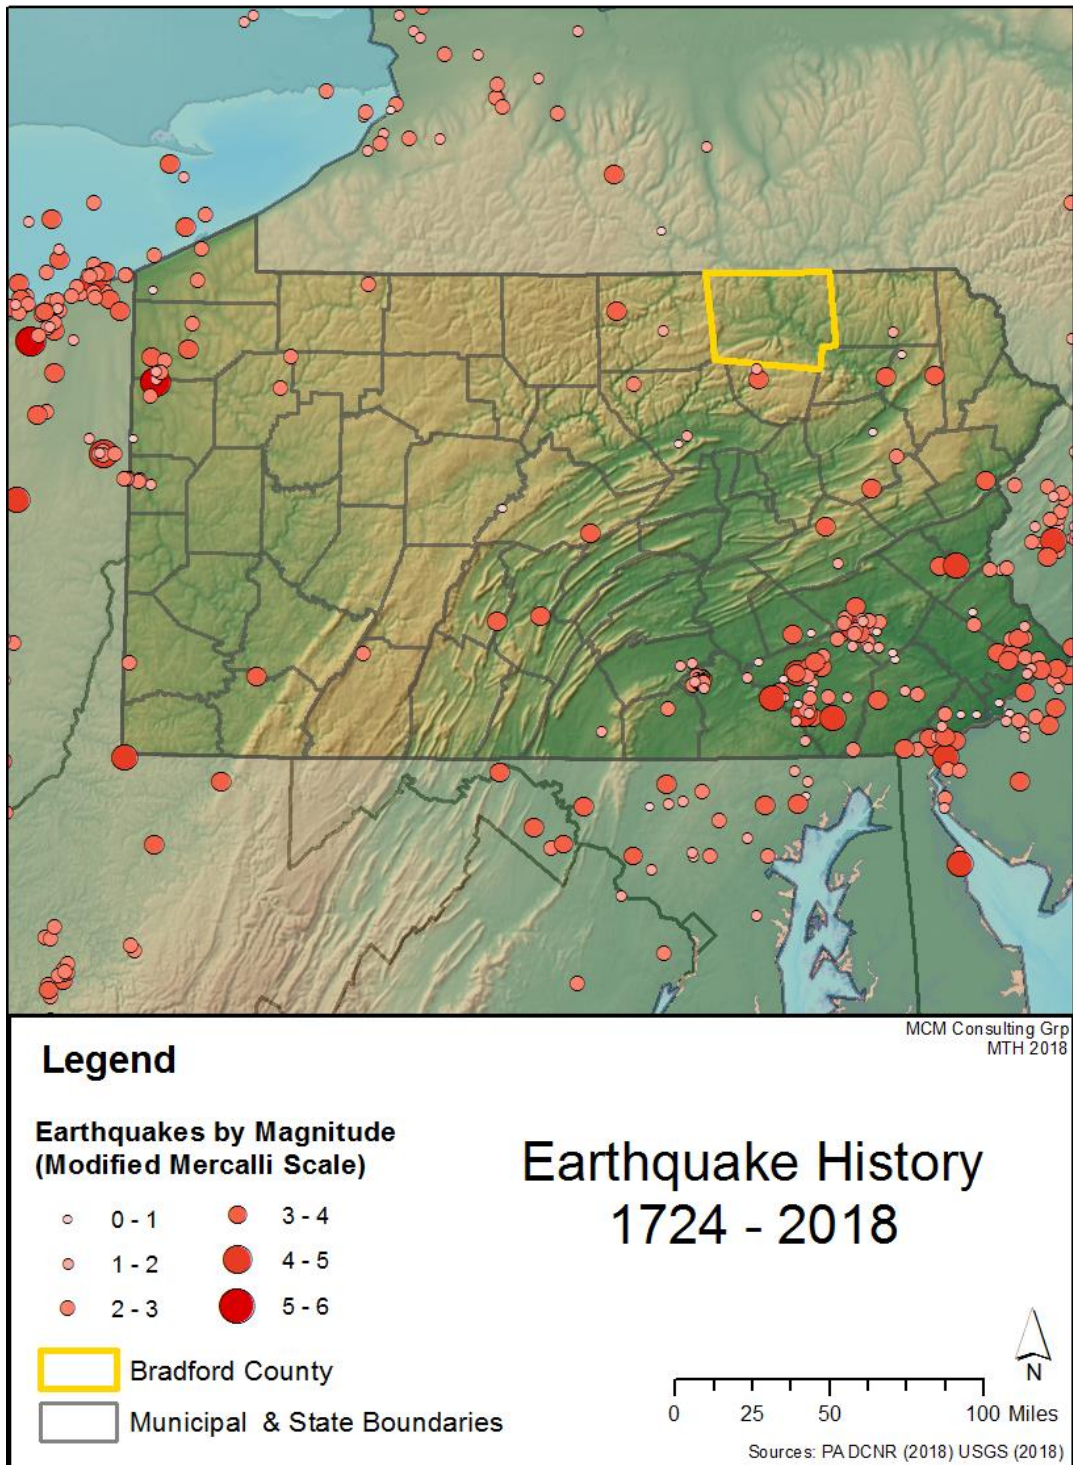 MCM Consulting Grp
MTH 2018
Legend
Earthquakes by Magnitude
(Modified Mercalli Scale)
0 - 1
1 - 2
2 - 3
3 - 4
4 - 5
5 - 6
Bradford County
Municipal & State Boundaries
Earthquake History
1724 - 2018
N
0 25 50 100 Miles
Sources: PA DCNR (2018) USGS (2018)